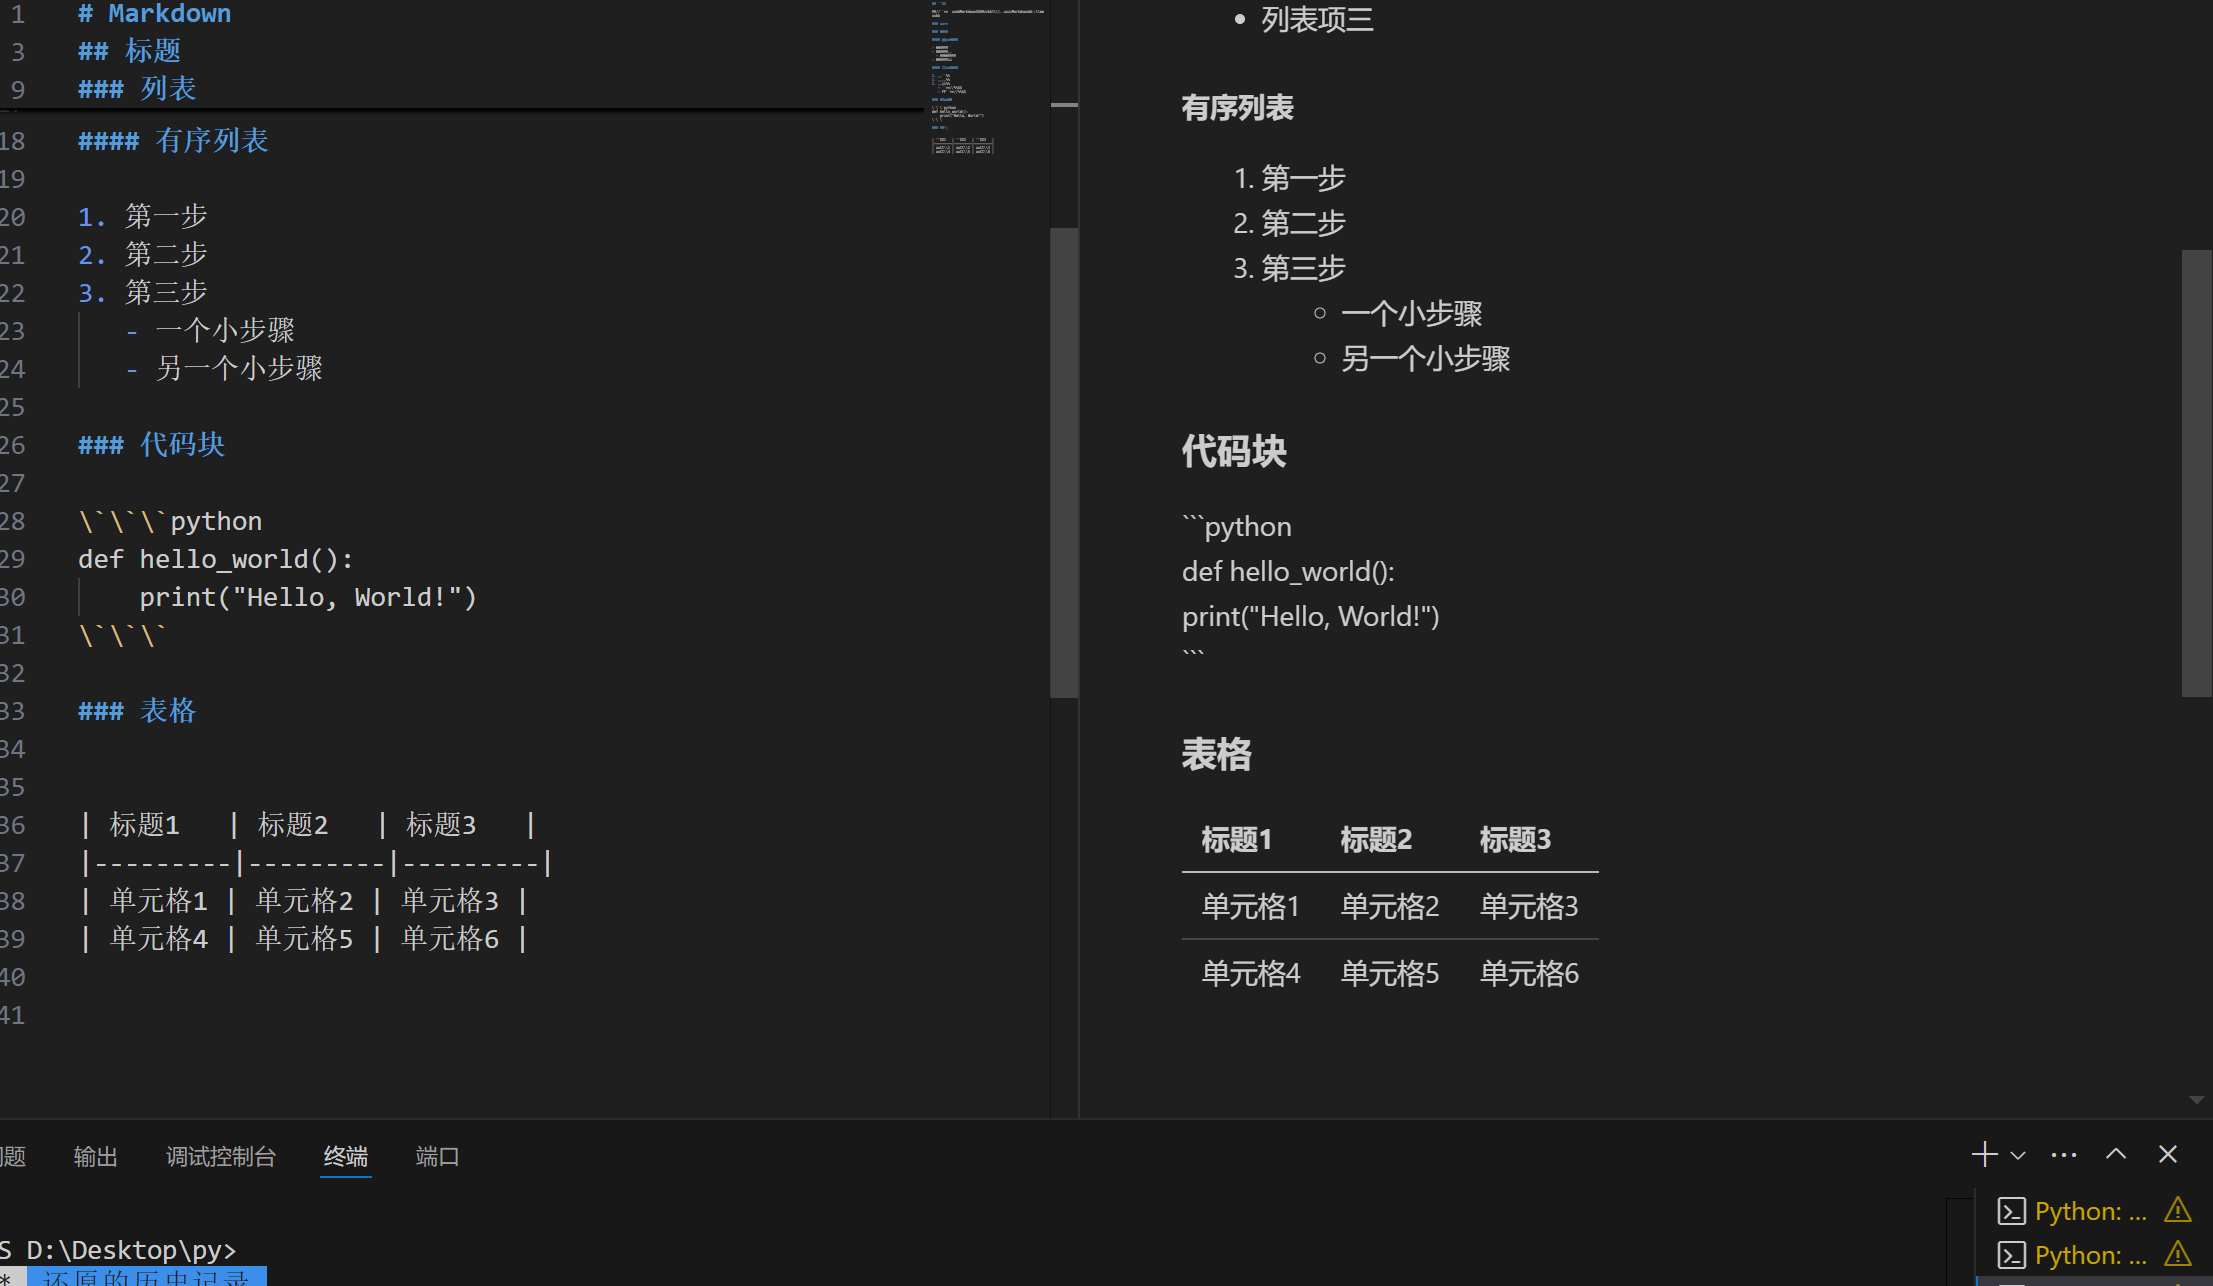 1 # Markdown
3 ## 标题
9 ### 列表
18 #### 有序列表
19
20 1. 第一步
21 2. 第二步
22 3. 第三步
23 - 一个小步骤
24 - 另一个小步骤
25
26 ### 代码块
27
28 \`\`\`python
29 def hello_world():
30 print("Hello, World!")
31 \`\`\`
32
33 ### 表格
34
35
36 | 标题1 | 标题2 | 标题3 |
37 |---------|---------|---------|
38 | 单元格1 | 单元格2 | 单元格3 |
39 | 单元格4 | 单元格5 | 单元格6 |
40
41
• 列表项三
有序列表
1. 第一步
2. 第二步
3. 第三步
○ 一个小步骤
○ 另一个小步骤
代码块
```python
def hello_world():
print("Hello, World!")
```
表格
标题1 标题2 标题3
单元格1 单元格2 单元格3
单元格4 单元格5 单元格6
题 输出 调试控制台 终端 端口
S D:\Desktop\py>
* 还原的历史记录
Python: ...
Python: ...